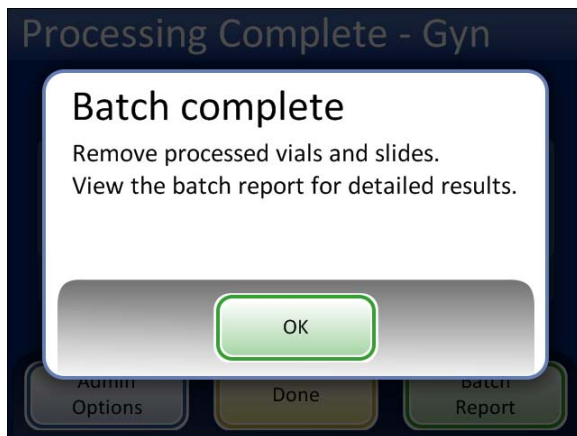 Processing Complete - Gyn
Batch complete
Remove processed vials and slides.
View the batch report for detailed results.
OK
Admin
Options
Done
Batch
Report